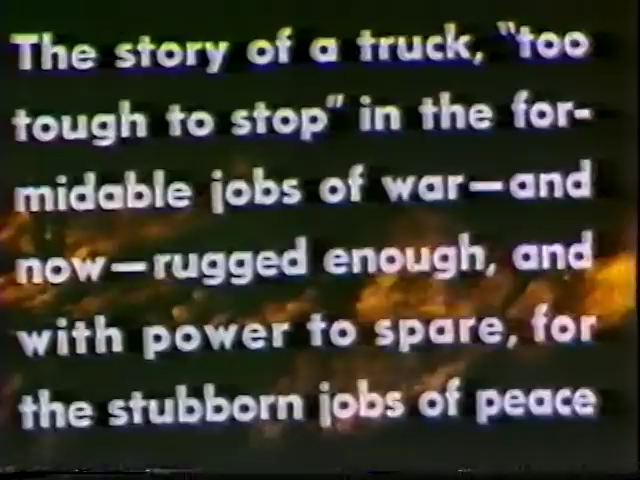 The story of a truck, "too
tough to stop" in the for-
midable jobs of war—and
now—rugged enough, and
with power to spare, for
the stubborn jobs of peace